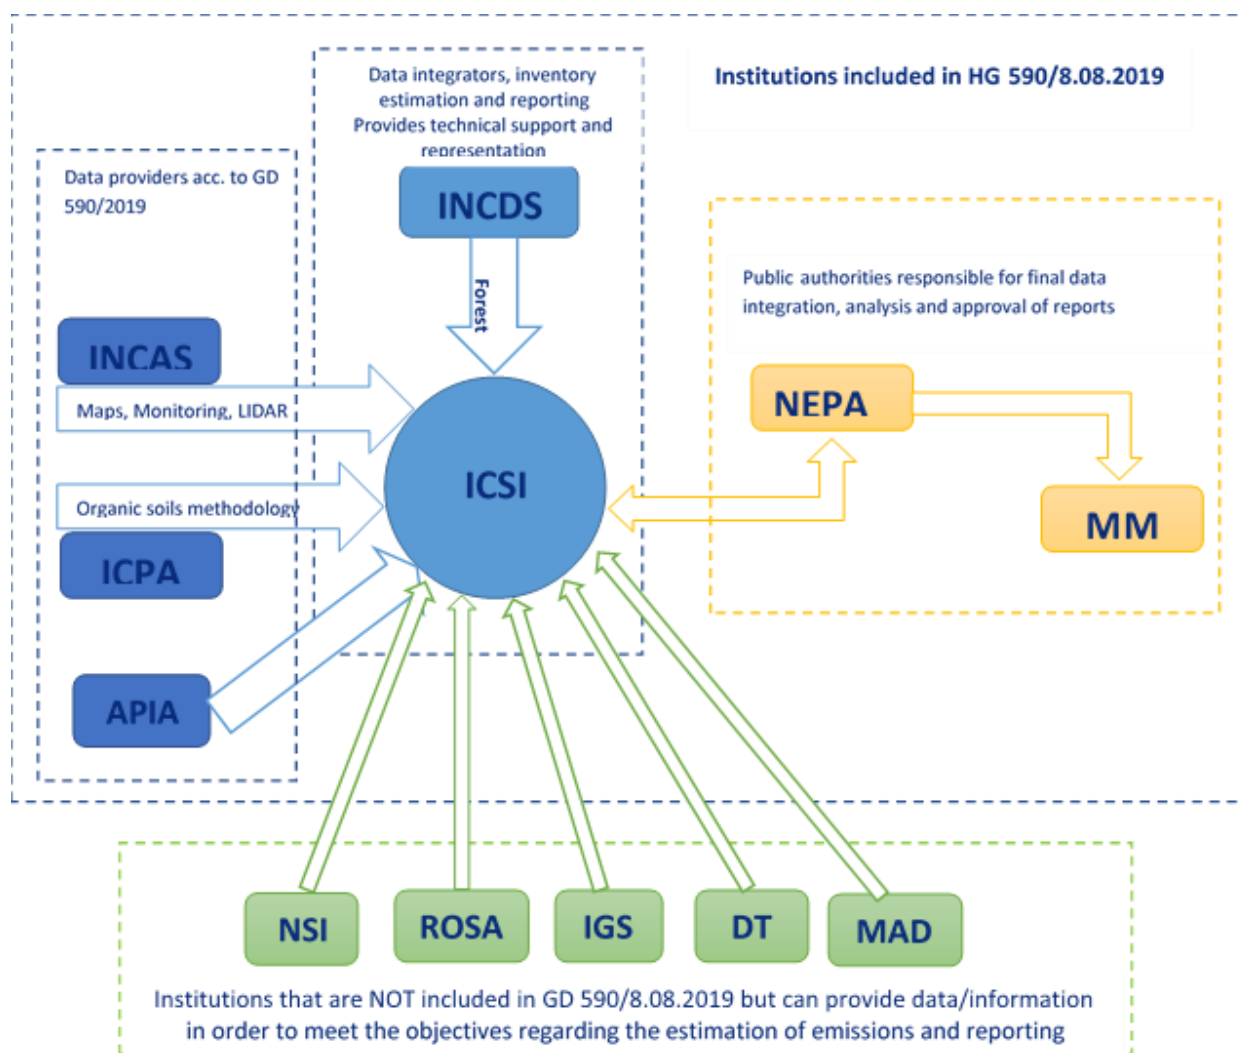 Institutions included in HG 590/8.08.2019
Data integrators, inventory
estimation and reporting
Provides technical support and
representation
INCDS
Forest
Data providers acc. to GD
590/2019
INCAS
Maps, Monitoring, LIDAR
Organic soils methodology
ICPA
APIA
ICSI
Public authorities responsible for final data
integration, analysis and approval of reports
NEPA
MM
NSI
ROSA
IGS
DT
MAD
Institutions that are NOT included in GD 590/8.08.2019 but can provide data/information
in order to meet the objectives regarding the estimation of emissions and reporting